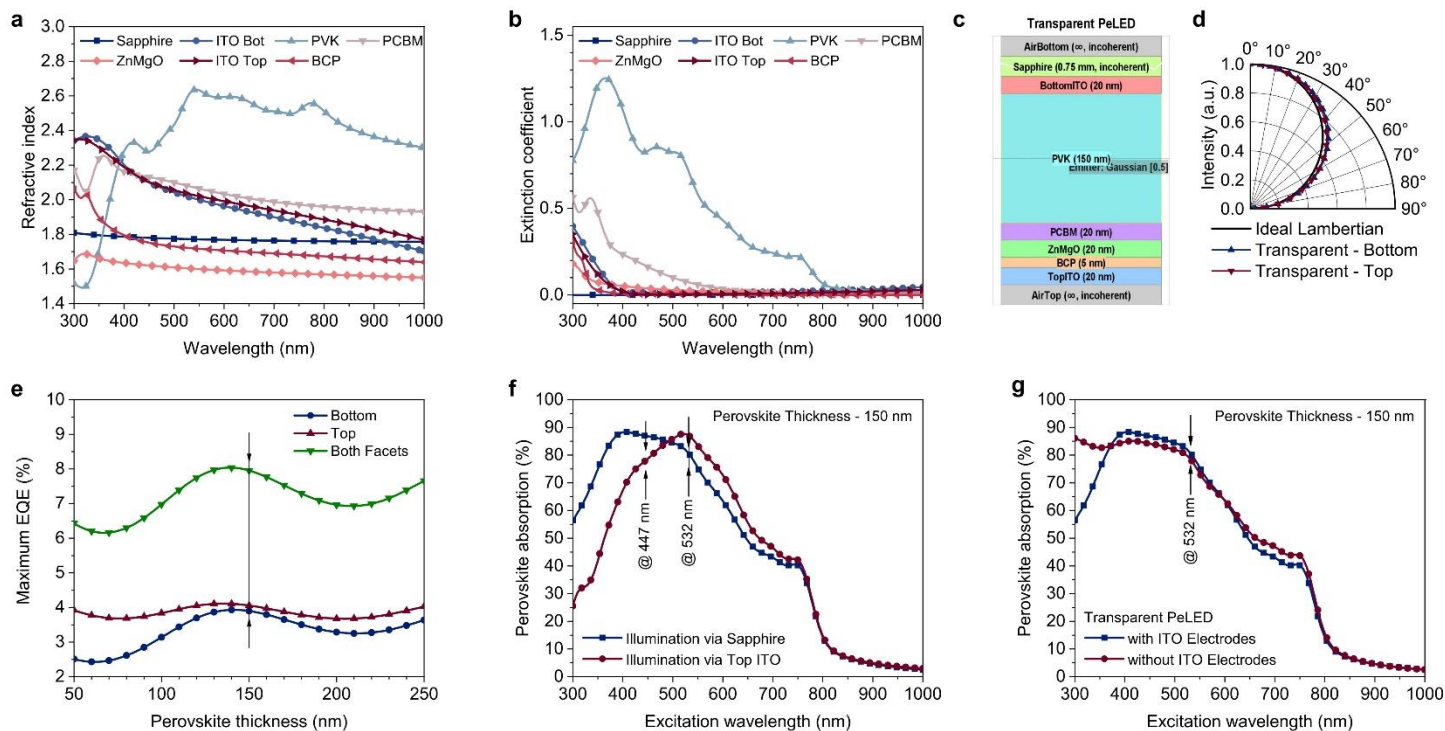 a
Sapphire ITO Bot PVK PCBM
ZnMgO ITO Top BCP
Refractive index
3.0
2.8
2.6
2.4
2.2
2.0
1.8
1.6
1.4
300 400 500 600 700 800 900 1000
Wavelength (nm)
b
Sapphire ITO Bot PVK PCBM
ZnMgO ITO Top BCP
Extinction coefficient
1.5
1.0
0.5
0.0
300 400 500 600 700 800 900 1000
Wavelength (nm)
c
Transparent PeLED
AirBottom (∞, incoherent)
Sapphire (0.75 mm, incoherent)
BottomITO (20 nm)
PVK (150 nm)
Emitter: Gaussian [0.5]
PCBM (20 nm)
ZnMgO (20 nm)
BCP (5 nm)
TopITO (20 nm)
AirTop (∞, incoherent)
d
0° 10° 20° 30° 40° 50° 60° 70° 80° 90°
Intensity (a.u.)
1.0
0.8
0.6
0.4
0.2
0.0
Ideal Lambertian
Transparent - Bottom
Transparent - Top
e
Bottom
Top
Both Facets
Maximum EQE (%)
10
9
8
7
6
5
4
3
2
1
0
50 100 150 200 250
Perovskite thickness (nm)
f
Perovskite Thickness - 150 nm
Perovskite absorption (%)
100
90
80
70
60
50
40
30
20
10
0
@ 447 nm
@ 532 nm
Illumination via Sapphire
Illumination via Top ITO
300 400 500 600 700 800 900 1000
Excitation wavelength (nm)
g
Perovskite Thickness - 150 nm
Perovskite absorption (%)
100
90
80
70
60
50
40
30
20
10
0
@ 532 nm
Transparent PeLED
with ITO Electrodes
without ITO Electrodes
300 400 500 600 700 800 900 1000
Excitation wavelength (nm)